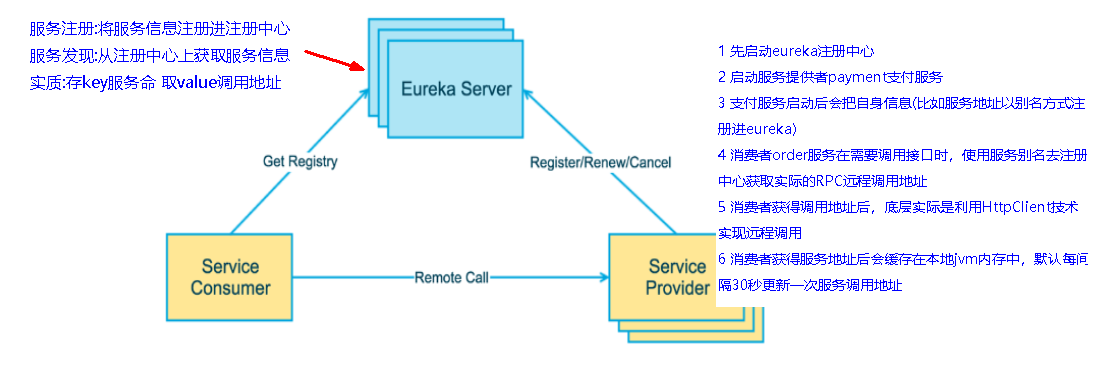 服务注册:将服务信息注册进注册中心
服务发现:从注册中心上获取服务信息
实质:存key服务命 取value调用地址
Eureka Server
Get Registry
Register/Renew/Cancel
Service
Consumer
Remote Call
Service
Provider
1 先启动eureka注册中心
2 启动服务提供者payment支付服务
3 支付服务启动后会把自身信息(比如服务地址以别名方式注
册进eureka)
4 消费者order服务在需要调用接口时，使用服务别名去注册
中心获取实际的RPC远程调用地址
5 消费者获得调用地址后，底层实际是利用HttpClient技术
实现远程调用
6 消费者获得服务地址后会缓存在本地jvm内存中，默认每间
隔30秒更新一次服务调用地址